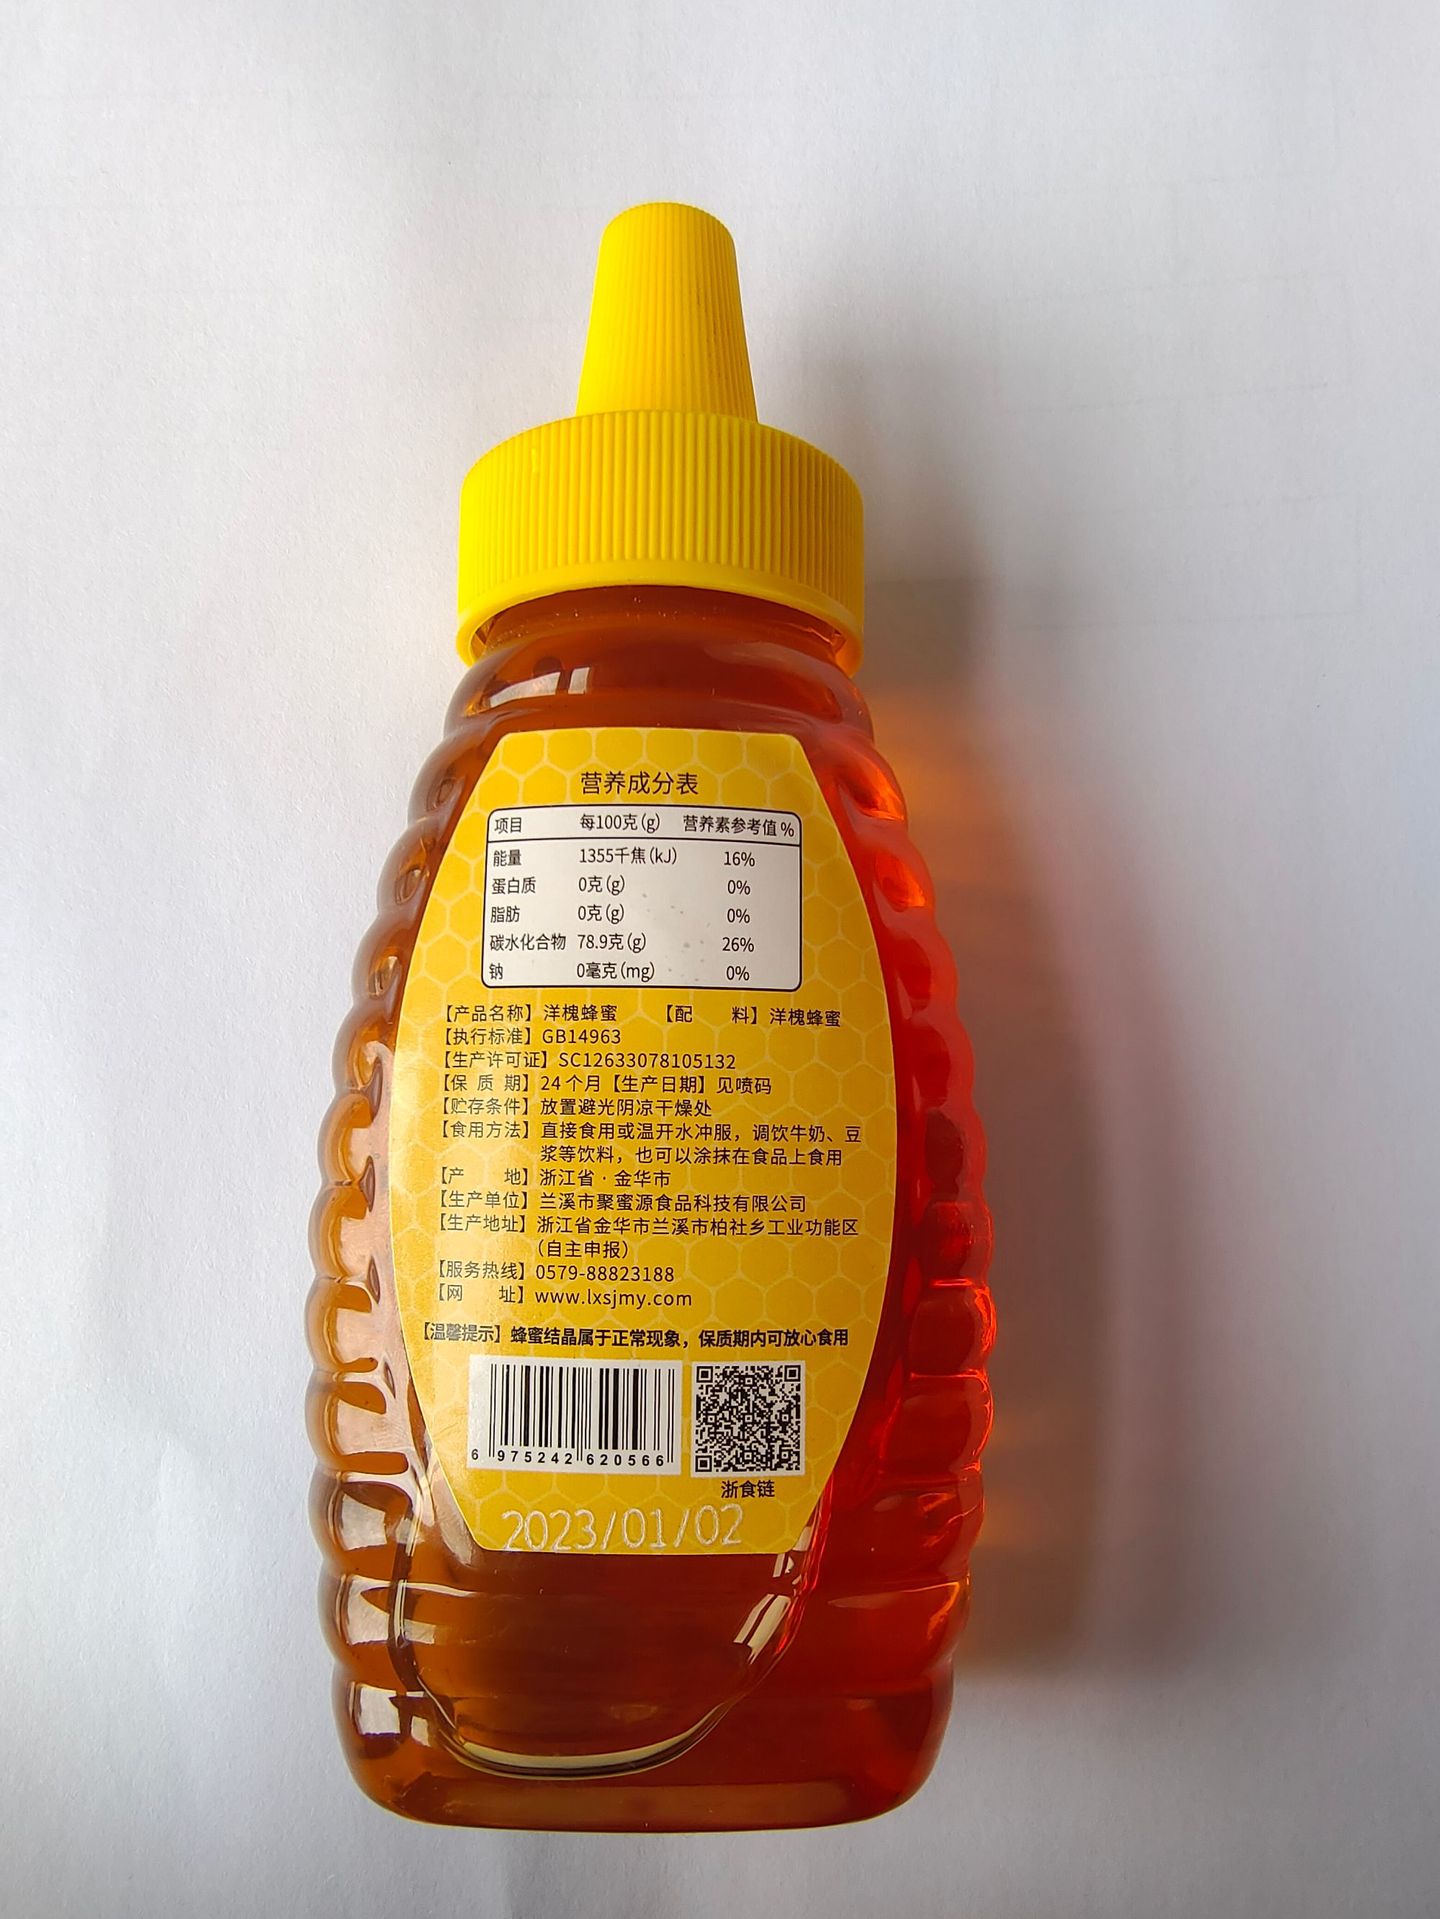 营养成分表
项目 每100克(g) 营养素参考值%
能量 1355千焦(kJ) 16%
蛋白质 0克(g) 0%
脂肪 0克(g) 0%
碳水化合物 78.9克(g) 26%
钠 0毫克(mg) 0%
【产品名称】洋槐蜂蜜 【配 料】洋槐蜂蜜
【执行标准】GB14963
【生产许可证】SC12633078105132
【保 质 期】24个月【生产日期】见喷码
【贮存条件】放置避光阴凉干燥处
【食用方法】直接食用或温开水冲服，调饮牛奶、豆
浆等饮料，也可以涂抹在食品上食用
【产 地】浙江省·金华市
【生产单位】兰溪市聚蜜源食品科技有限公司
【生产地址】浙江省金华市兰溪市柏社乡工业功能区
（自主申报）
【服务热线】0579-88823188
【网 址】www.lxsjmy.com
【温馨提示】蜂蜜结晶属于正常现象，保质期内可放心食用
6 975242 620566
浙食链
2023/01/02